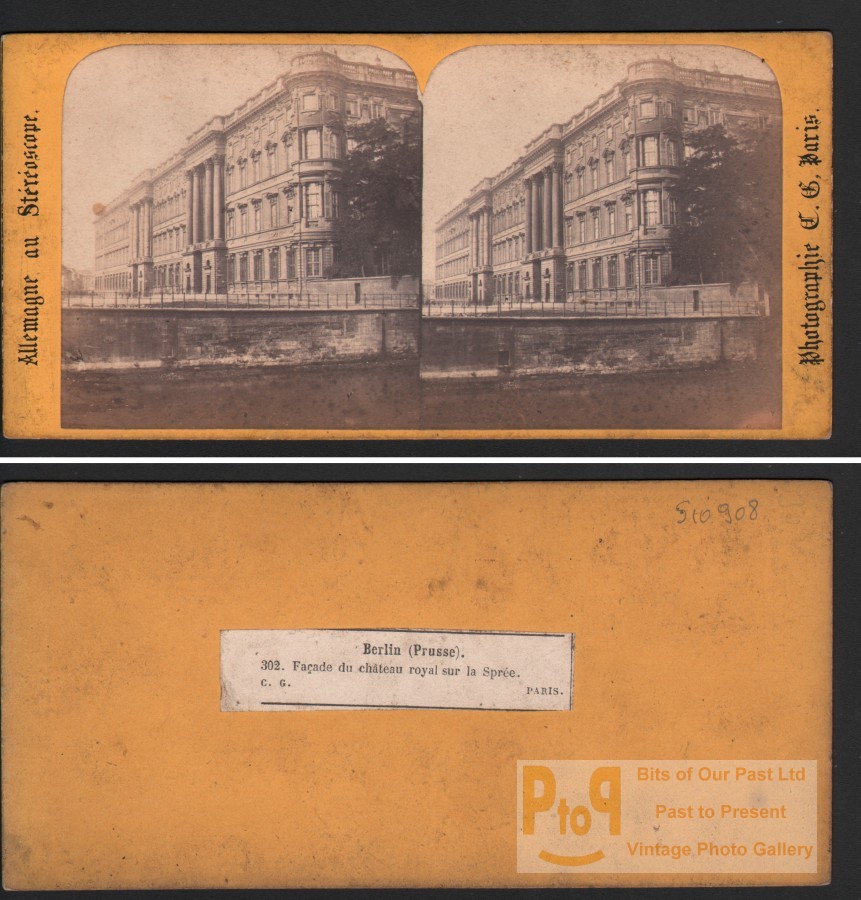 Allemagne au Stéréoscope.
Photographie C. G, Paris.
510908
Berlin (Prusse).
302. Façade du château royal sur la Sprée.
C. G.
PARIS.
PtoP
Bits of Our Past Ltd
Past to Present
Vintage Photo Gallery